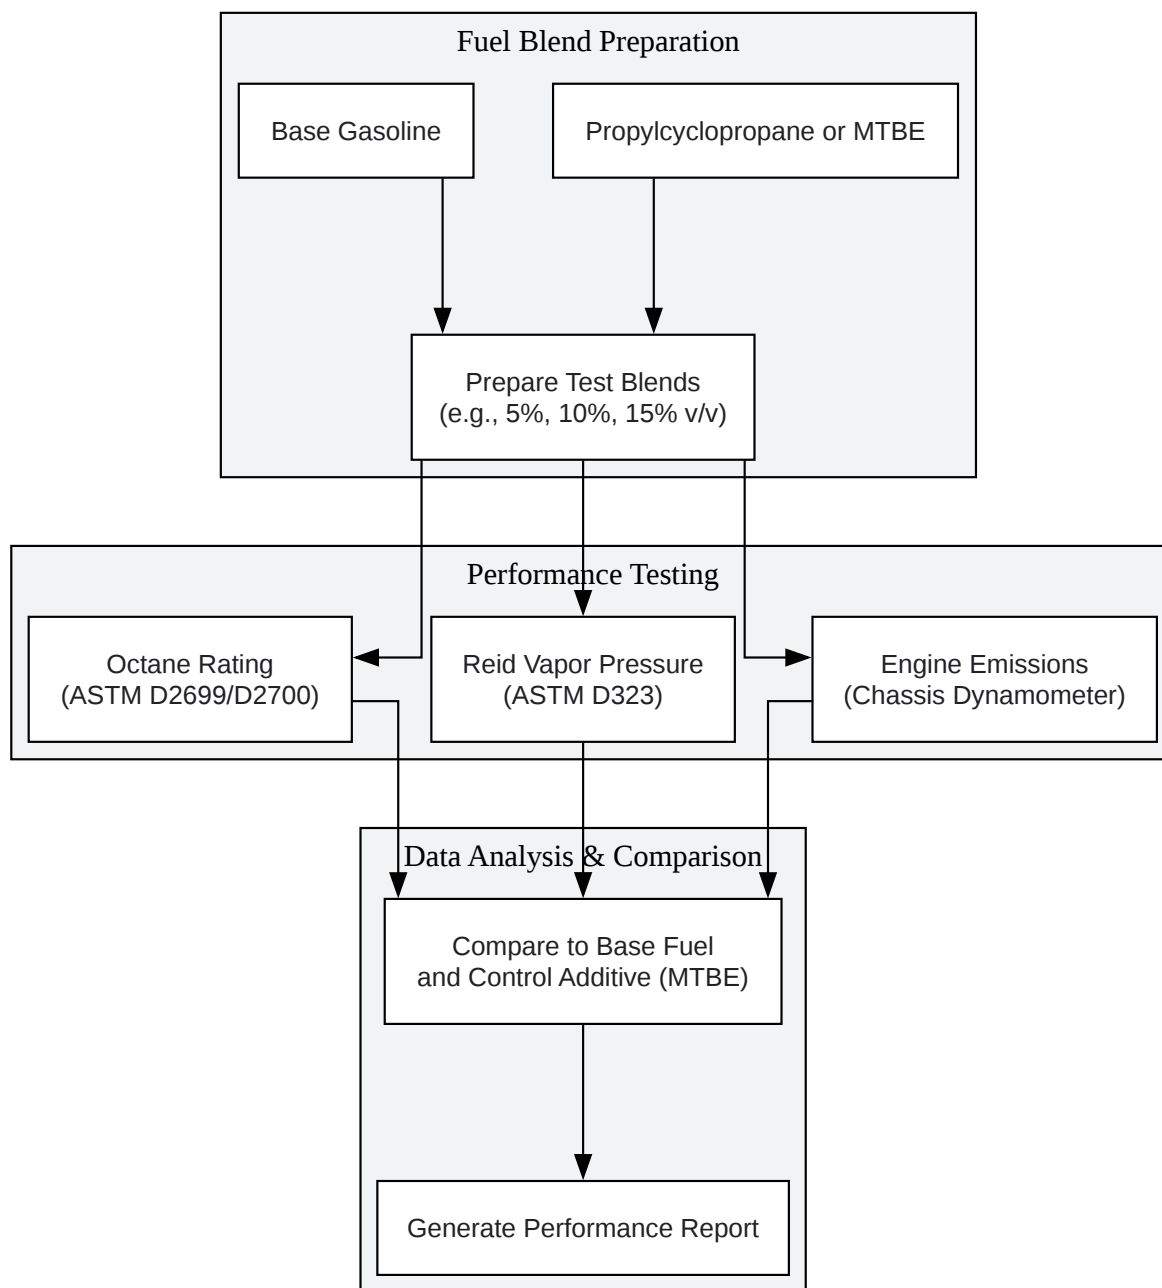 Fuel Blend Preparation
Base Gasoline
Propylcyclopropane or MTBE
Prepare Test Blends
(e.g., 5%, 10%, 15% v/v)
Performance Testing
Octane Rating
(ASTM D2699/D2700)
Reid Vapor Pressure
(ASTM D323)
Engine Emissions
(Chassis Dynamometer)
Data Analysis & Comparison
Compare to Base Fuel
and Control Additive (MTBE)
Generate Performance Report